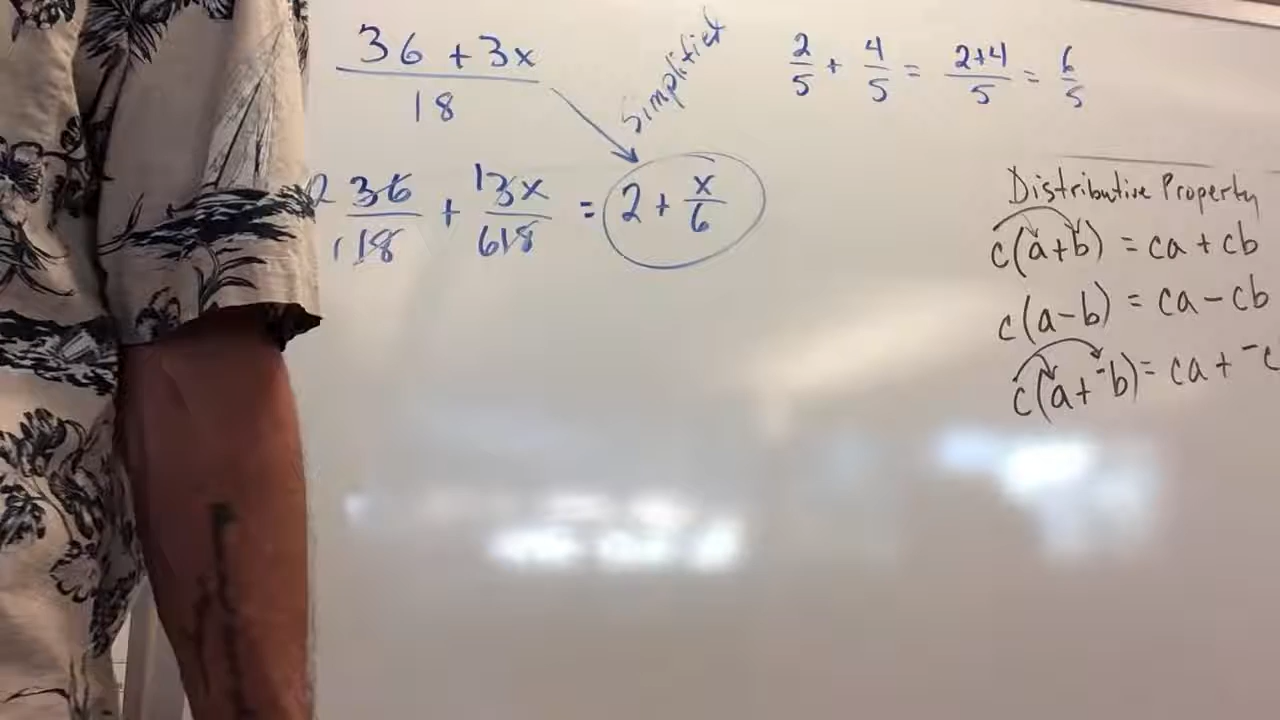 36 + 3x
18
Simplified
2 36/1 18 + 1 3x/6 18 = 2 + x/6
2/5 + 4/5 = 2+4/5 = 6/5
Distributive Property
c(a+b) = ca + cb
c(a-b) = ca - cb
c(a+⁻b) = ca + ⁻c